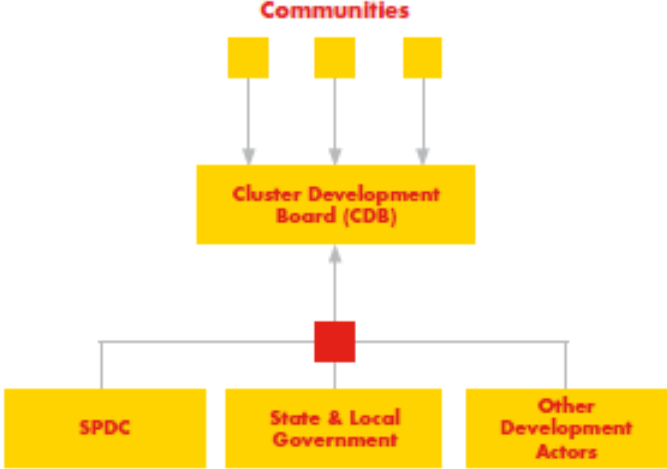 Communities
Cluster Development
Board (CDB)
SPDC
State & Local
Government
Other
Development
Actors